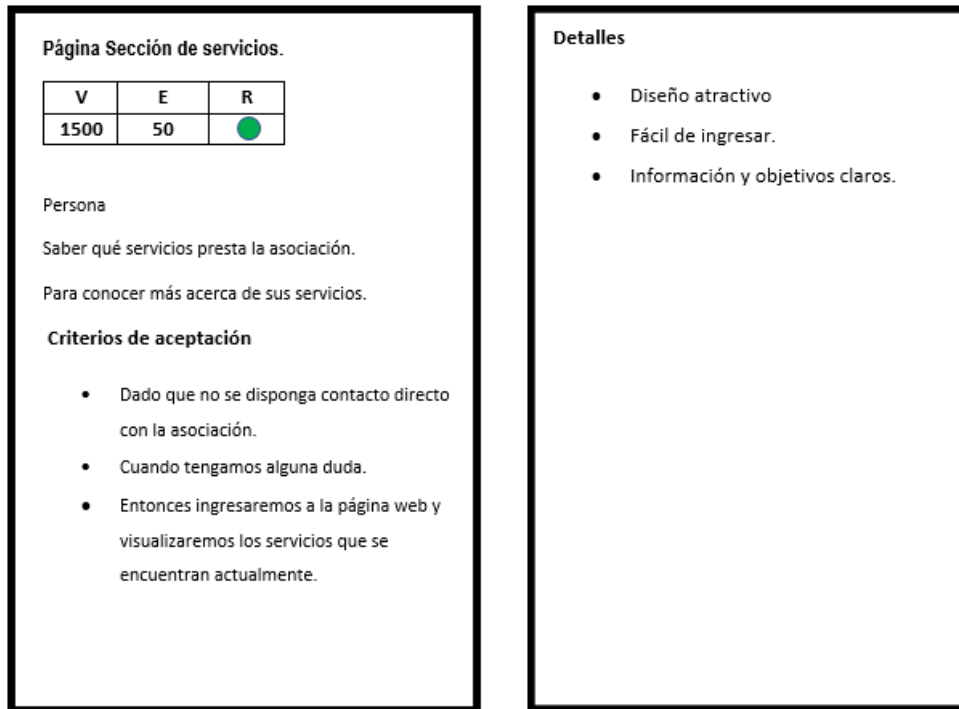 Página Sección de servicios.
V E R
1500 50
Persona
Saber qué servicios presta la asociación.
Para conocer más acerca de sus servicios.
Criterios de aceptación
Dado que no se disponga contacto directo
con la asociación.
Cuando tengamos alguna duda.
Entonces ingresaremos a la página web y
visualizaremos los servicios que se
encuentran actualmente.
Detalles
Diseño atractivo
Fácil de ingresar.
Información y objetivos claros.